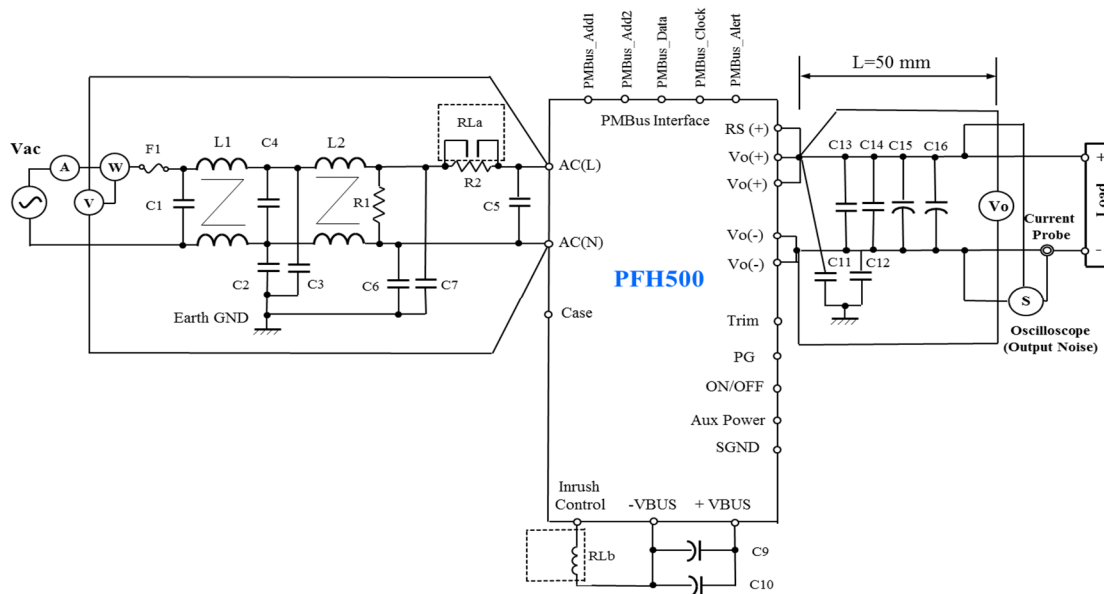 PMBus_Add1
PMBus_Add2
PMBus_Data
PMBus_Clock
PMBus_Alert
L=50 mm
PMBus Interface
RLa
RS (+)
Vac
F1
L1
C4
L2
R2
AC(L)
Vo(+)
C13
C14
C15
C16
+
A
W
Vo(+)
V
C1
R1
C5
Vo
Load
Current
Probe
AC(N)
Vo(-)
-
C11
C12
Vo(-)
PFH500
C2
C3
C6
C7
S
Earth GND
Case
Trim
Oscilloscope
(Output Noise)
PG
ON/OFF
Aux Power
SGND
Inrush
Control
-VBUS
+ VBUS
RLb
C9
C10